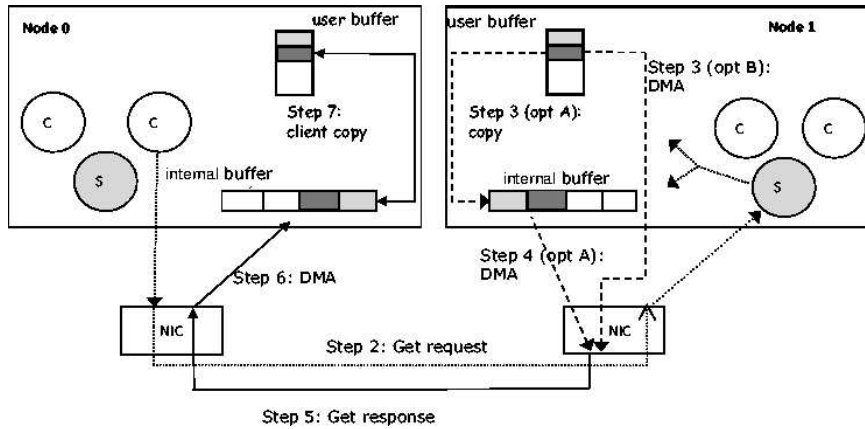 Node 0
user buffer
Step 7:
client copy
C
C
S
internal buffer
Step 6: DMA
NIC
user buffer
Node 1
Step 3 (opt B):
DMA
Step 3 (opt A):
copy
C
C
S
internal buffer
Step 4 (opt A):
DMA
NIC
Step 2: Get request
Step 5: Get response